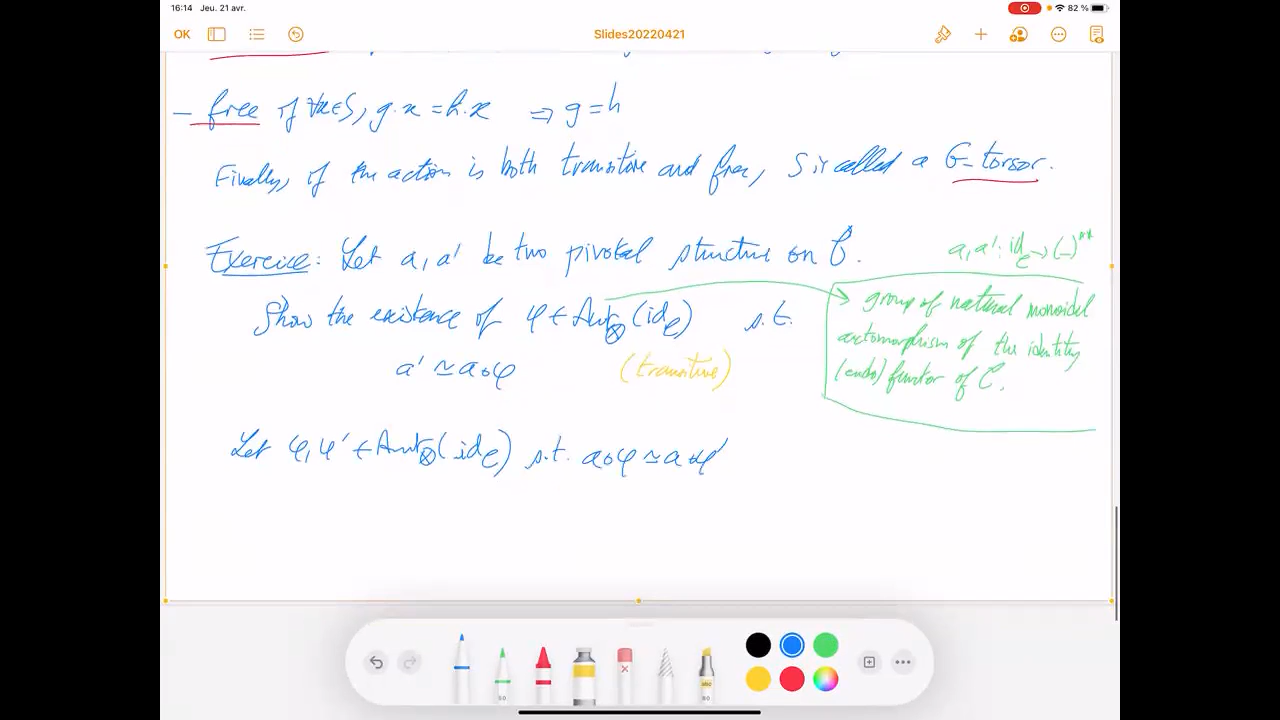 16:14 Jeu. 21 avr.
82 %
OK
Slides20220421
— free if ∀x∈S, g.x = h.x ⇒ g = h
Finally, if the action is both transitive and free, S is called a G-torsor.
Exercise: Let a, a' be two pivotal structure on C.
a, a' : id_C → (_)**
Show the existence of φ ∈ Aut⊗(id_C) s.t.
a' ≃ a∘φ (transitive)
group of natural monoidal
automorphism of the identity
(endo) functor of C.
Let φ, φ' ∈ Aut⊗(id_C) s.t. a∘φ ≃ a∘φ'